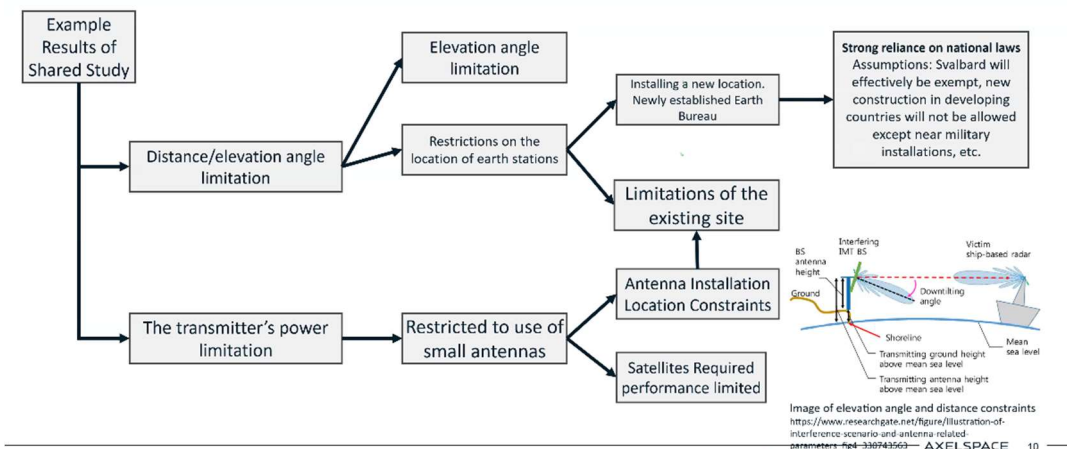 Example
Results of
Shared Study
Elevation angle
limitation
Distance/elevation angle
limitation
Restrictions on the
location of earth stations
Installing a new location.
Newly established Earth
Bureau
Strong reliance on national laws
Assumptions: Svalbard will
effectively be exempt, new
construction in developing
countries will not be allowed
except near military
installations, etc.
Limitations of the
existing site
The transmitter's power
limitation
Restricted to use of
small antennas
Antenna Installation
Location Constraints
Satellites Required
performance limited
Interfering
IMT BS
BS
antenna
height
Victim
ship-based radar
Ground
Downtilting
angle
Shoreline
Mean
sea level
Transmitting ground height
above mean sea level
Transmitting antenna height
above mean sea level
Image of elevation angle and distance constraints
https://www.researchgate.net/figure/Illustration-of-
interference-scenario-and-antenna-related-
parameters_fig4_330743563
AXELSPACE 10